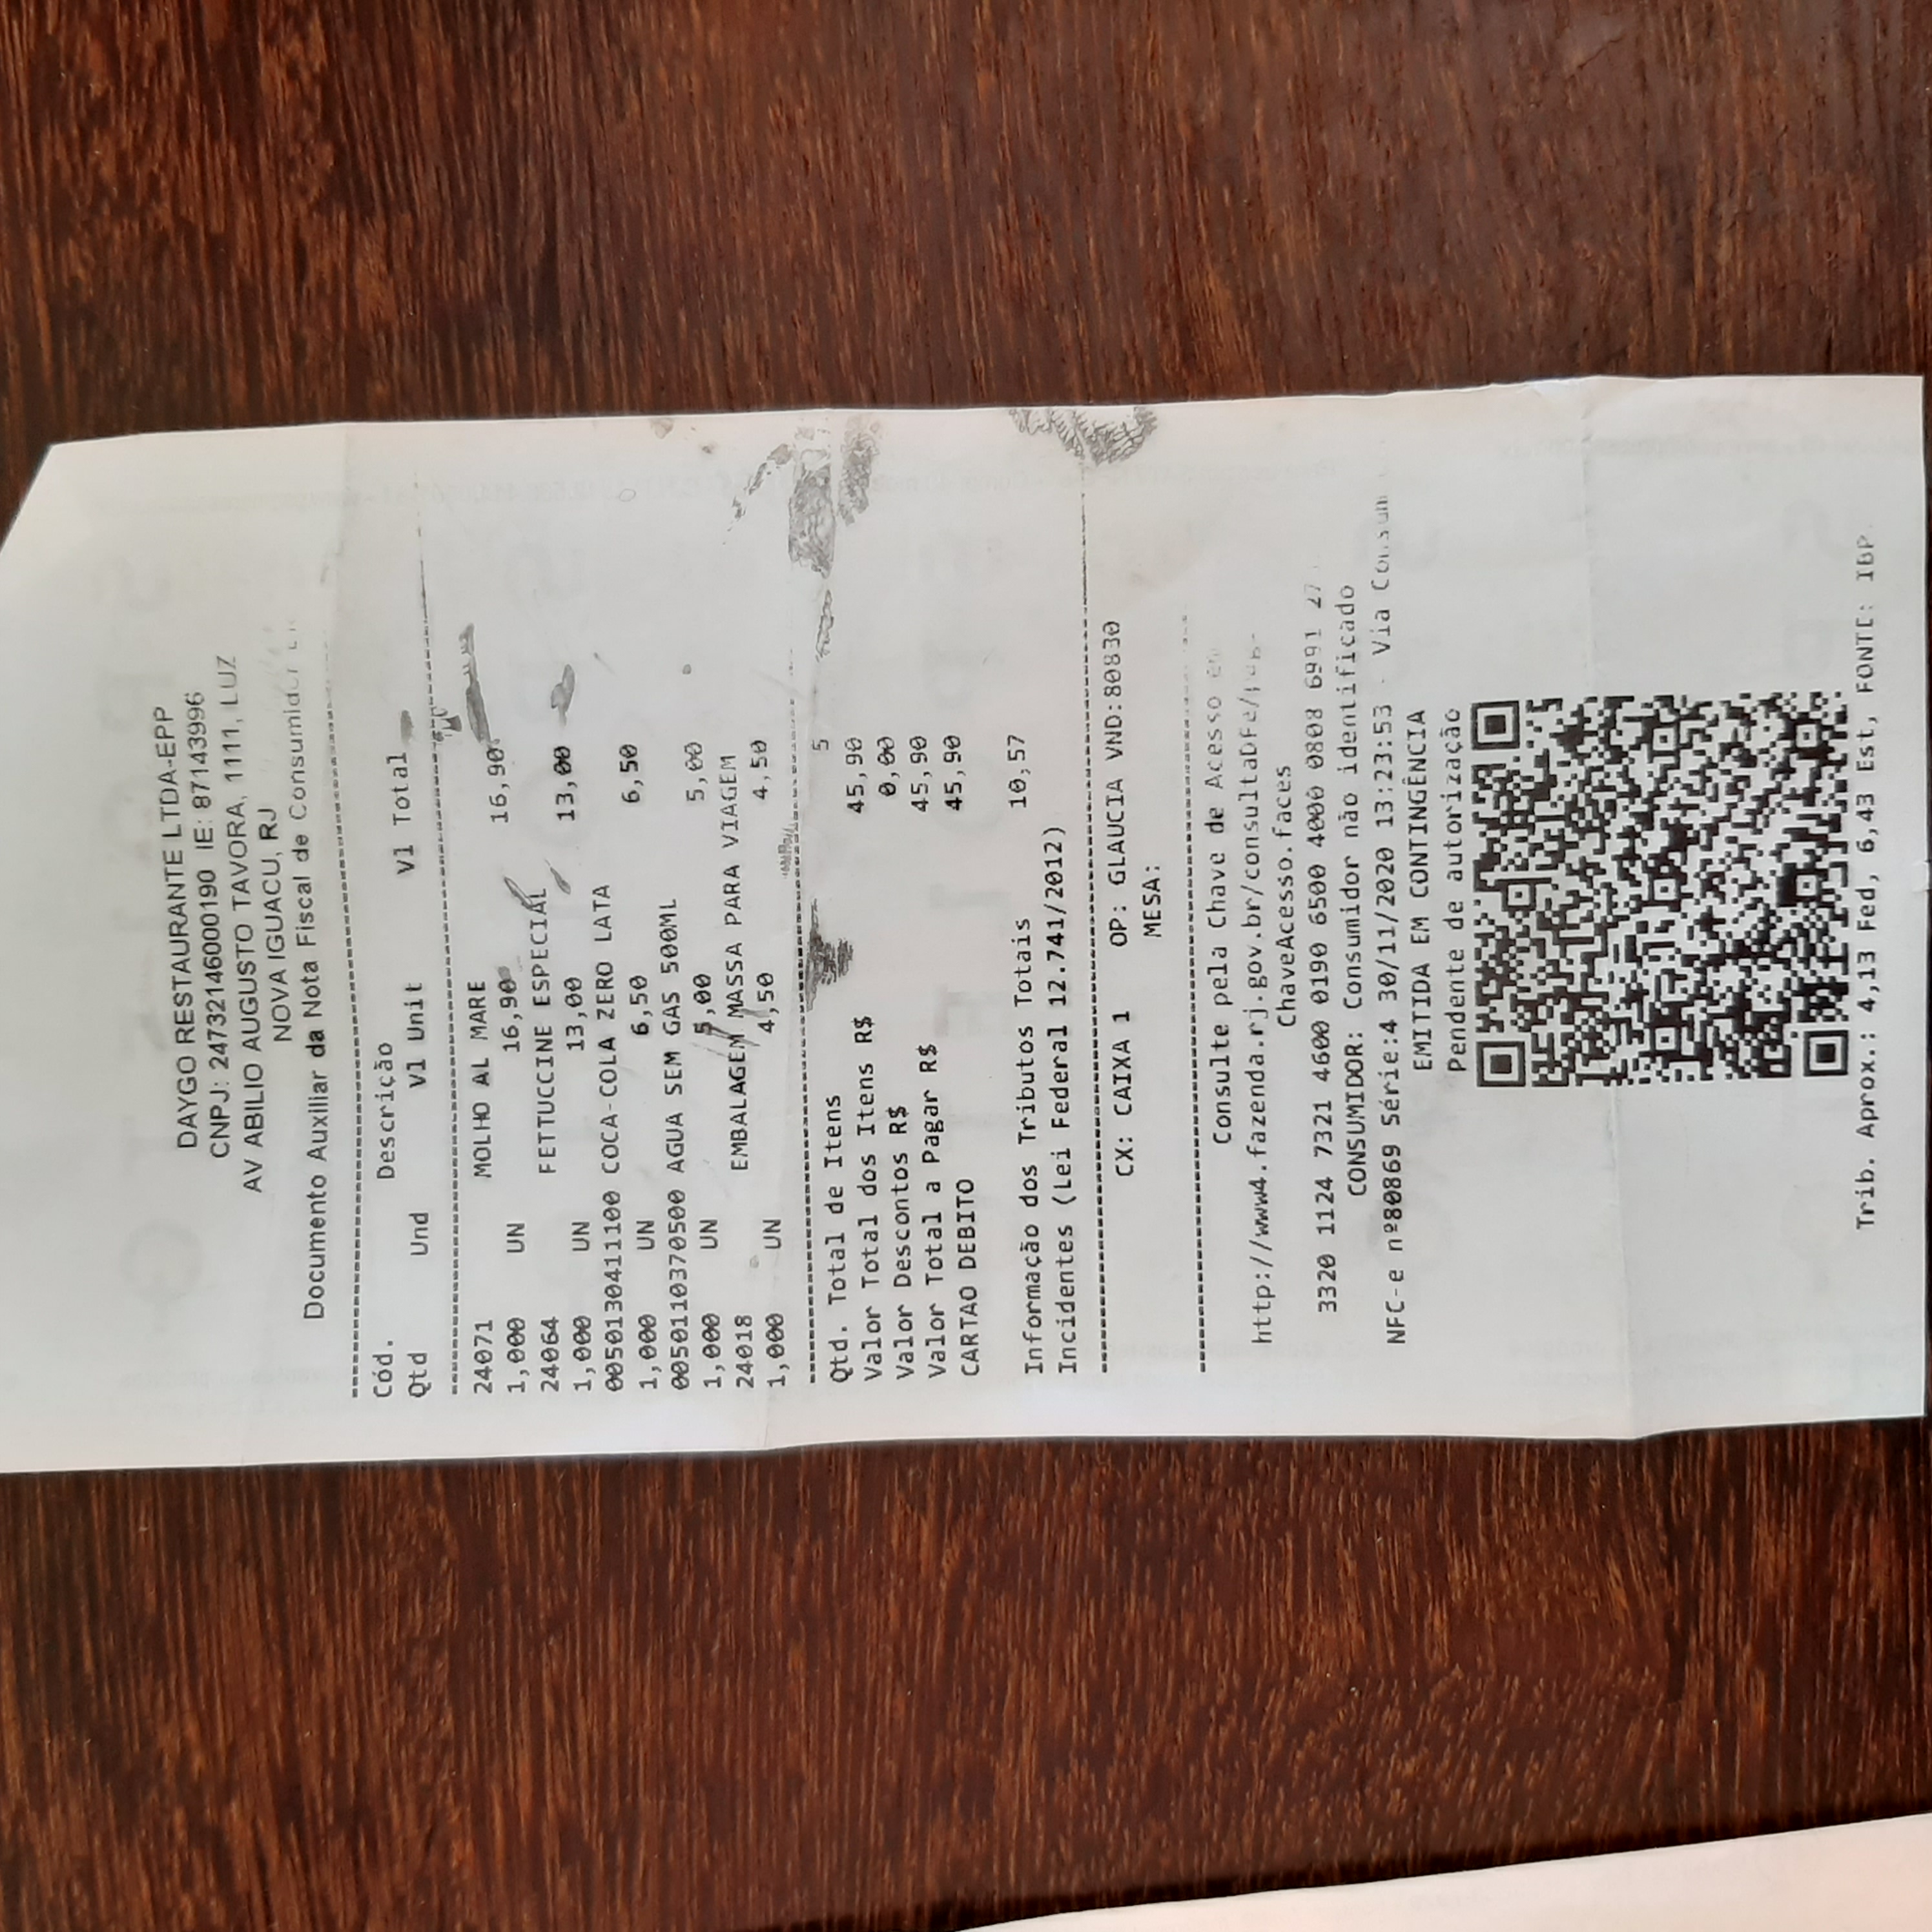 DAYGO RESTAURANTE LTDA-EPP
CNPJ: 24732146000190 IE: 87143996
AV ABILIO AUGUSTO TAVORA, 1111, LUZ
NOVA IGUACU, RJ
Documento Auxiliar da Nota Fiscal de Consumidor
Cód. Descrição
Qtd Und Vl Unit Vl Total
24071 MOLHO AL MARE
1,000 UN 16,90 16,90
24064 FETTUCCINE ESPECIAL
1,000 UN 13,00 13,00
0050130411100 COCA-COLA ZERO LATA
1,000 UN 6,50 6,50
0050110370500 AGUA SEM GAS 500ML
1,000 UN 5,00 5,00
24018 EMBALAGEM MASSA PARA VIAGEM
1,000 UN 4,50 4,50
Qtd. Total de Itens 5
Valor Total dos Itens R$ 45,90
Valor Descontos R$ 0,00
Valor Total a Pagar R$ 45,90
CARTAO DEBITO 45,90
Informação dos Tributos Totais 10,57
Incidentes (Lei Federal 12.741/2012)
CX: CAIXA 1 OP: GLAUCIA VND:80830
MESA:
Consulte pela Chave de Acesso em
http://www4.fazenda.rj.gov.br/consultaDFe/
ChaveAcesso.faces
3320 1124 7321 4600 0190 6500 4000 0808 6991 27
CONSUMIDOR: Consumidor não identificado
NFC-e nº80869 Série:4 30/11/2020 13:23:53 - Via
EMITIDA EM CONTINGÊNCIA
Pendente de autorização
Trib. Aprox.: 4,13 Fed, 6,43 Est, FONTE: IBP